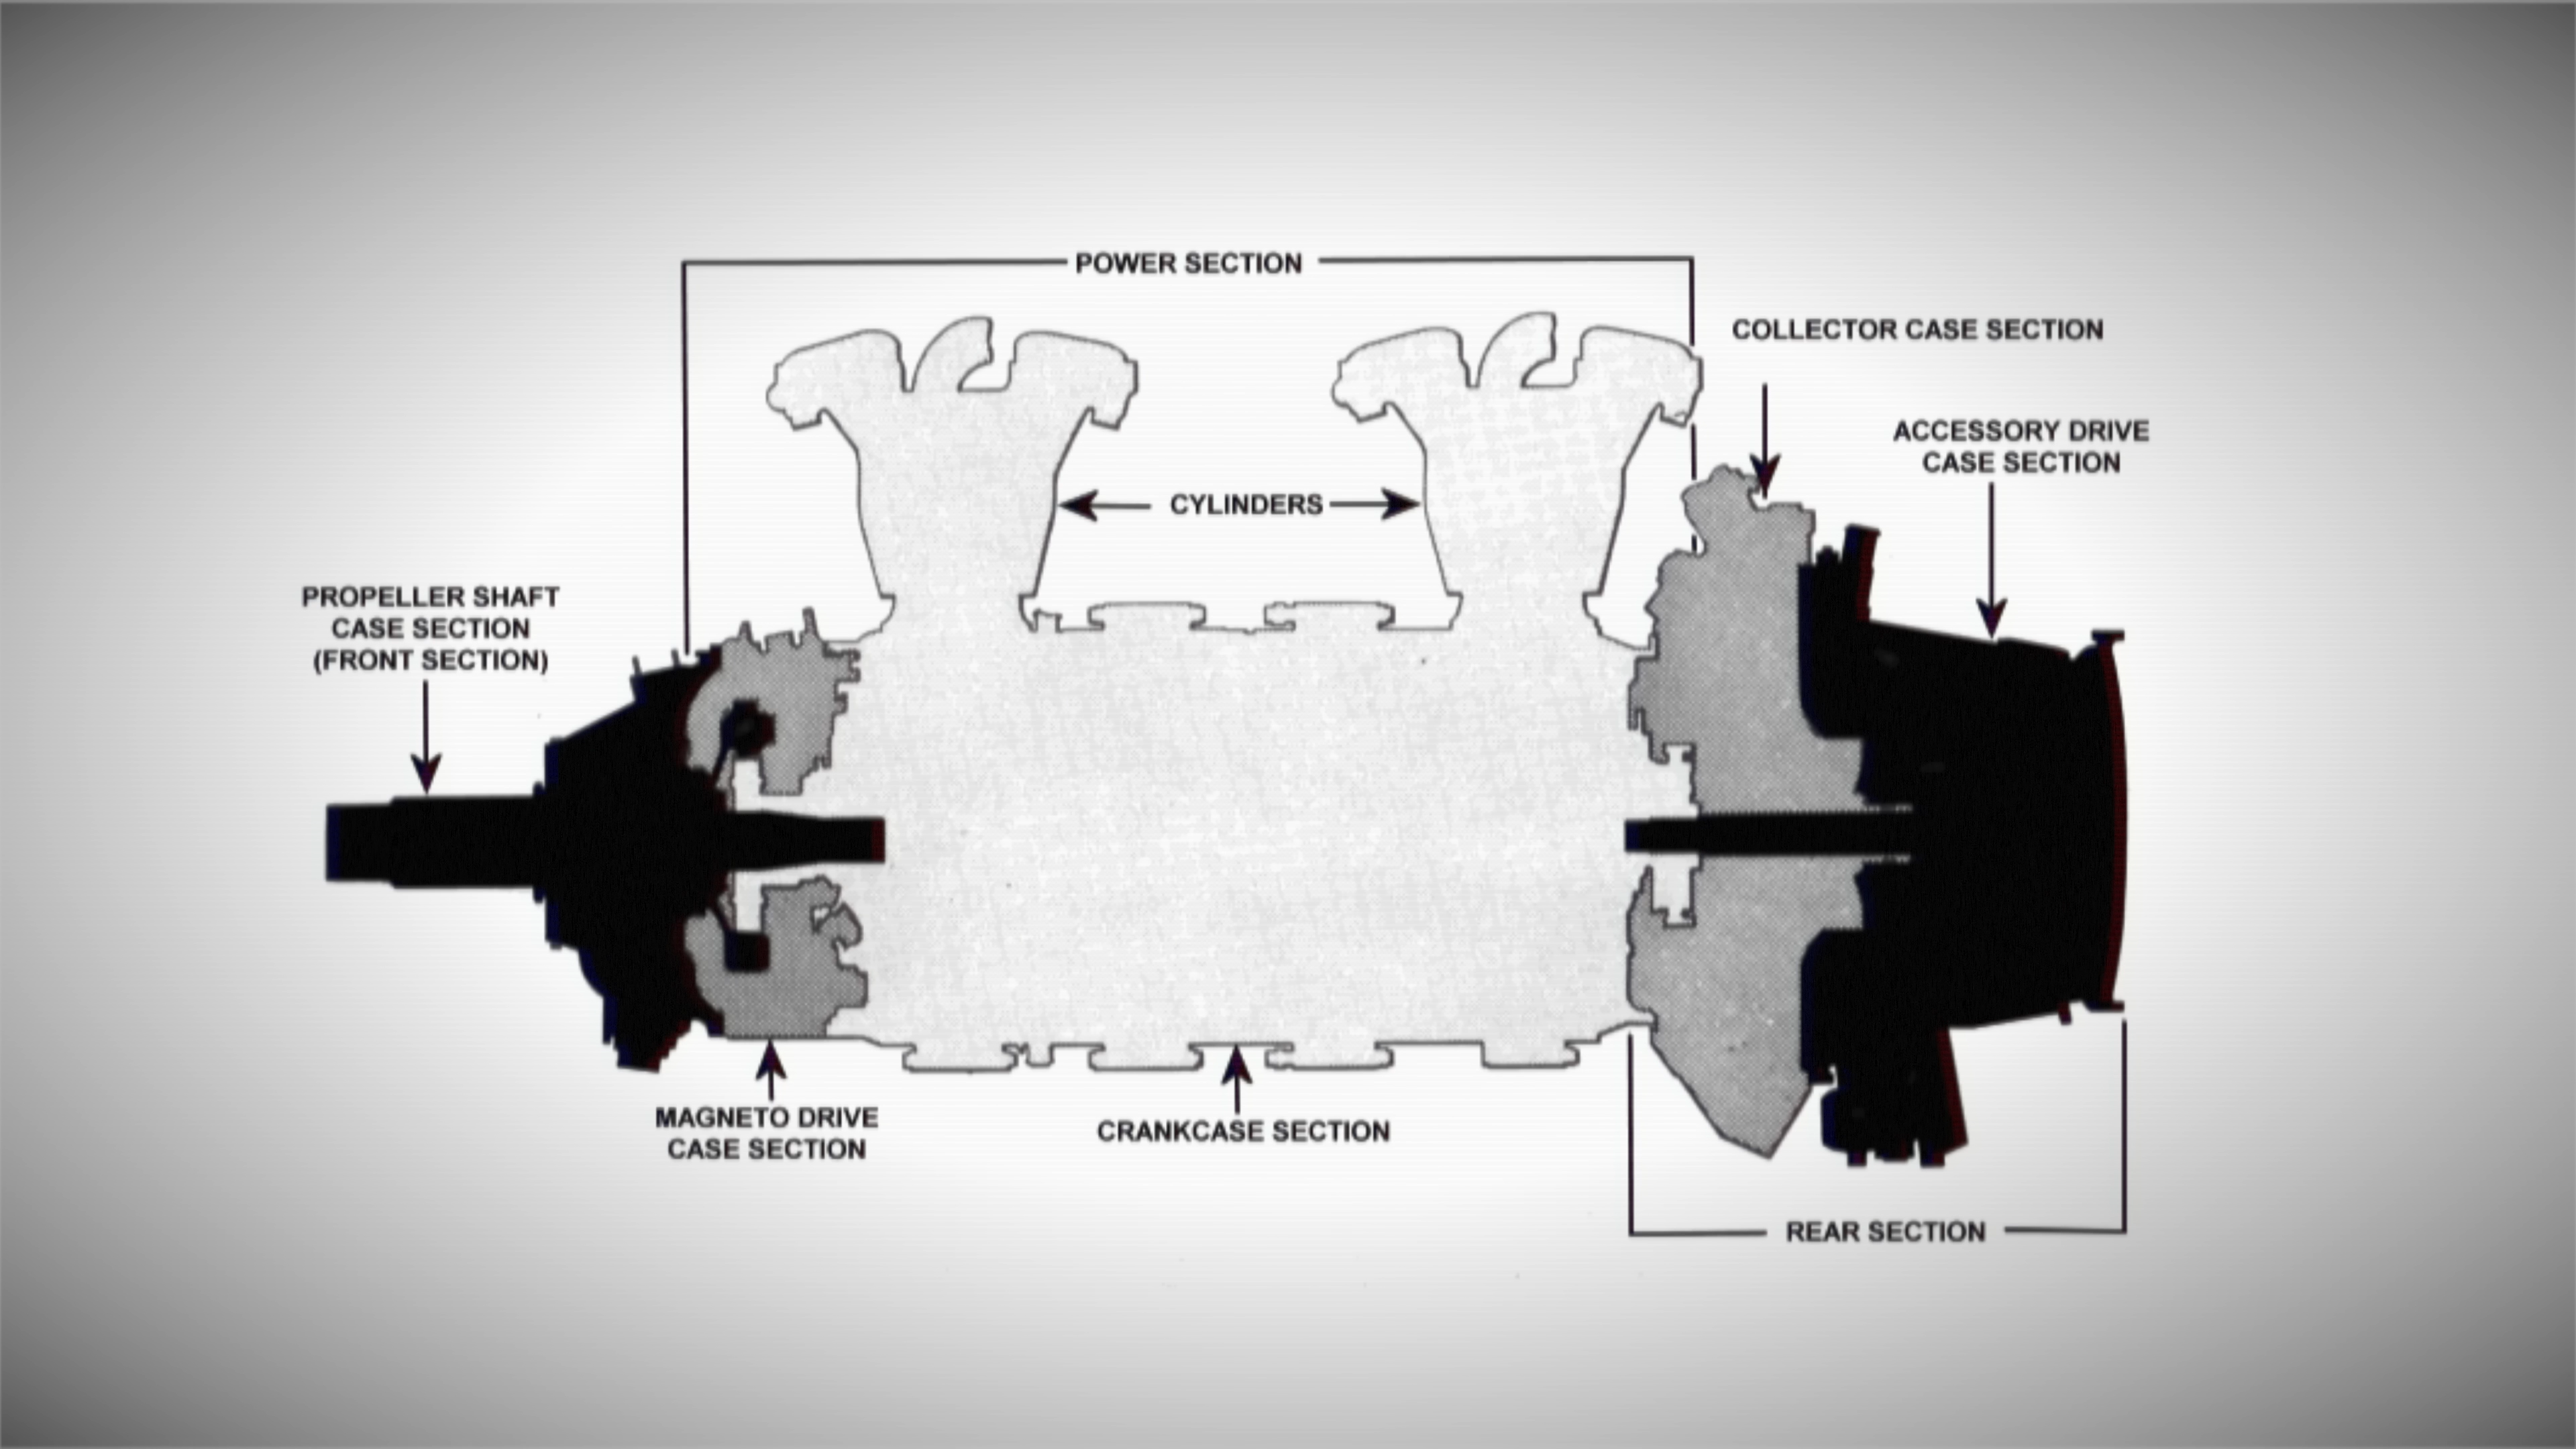 POWER SECTION
COLLECTOR CASE SECTION
ACCESSORY DRIVE
CASE SECTION
CYLINDERS
PROPELLER SHAFT
CASE SECTION
(FRONT SECTION)
MAGNETO DRIVE
CASE SECTION
CRANKCASE SECTION
REAR SECTION